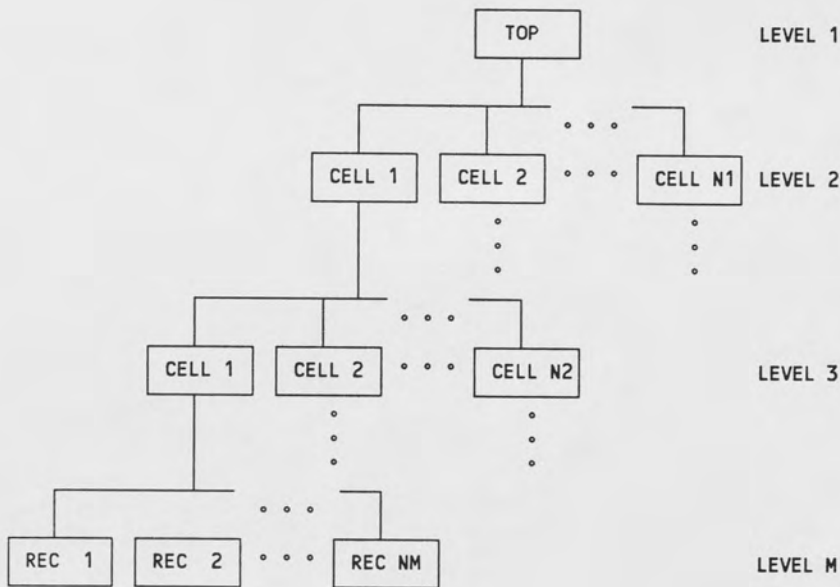 TOP LEVEL 1
CELL 1 CELL 2 CELL N1 LEVEL 2
CELL 1 CELL 2 CELL N2 LEVEL 3
REC 1 REC 2 REC NM LEVEL M